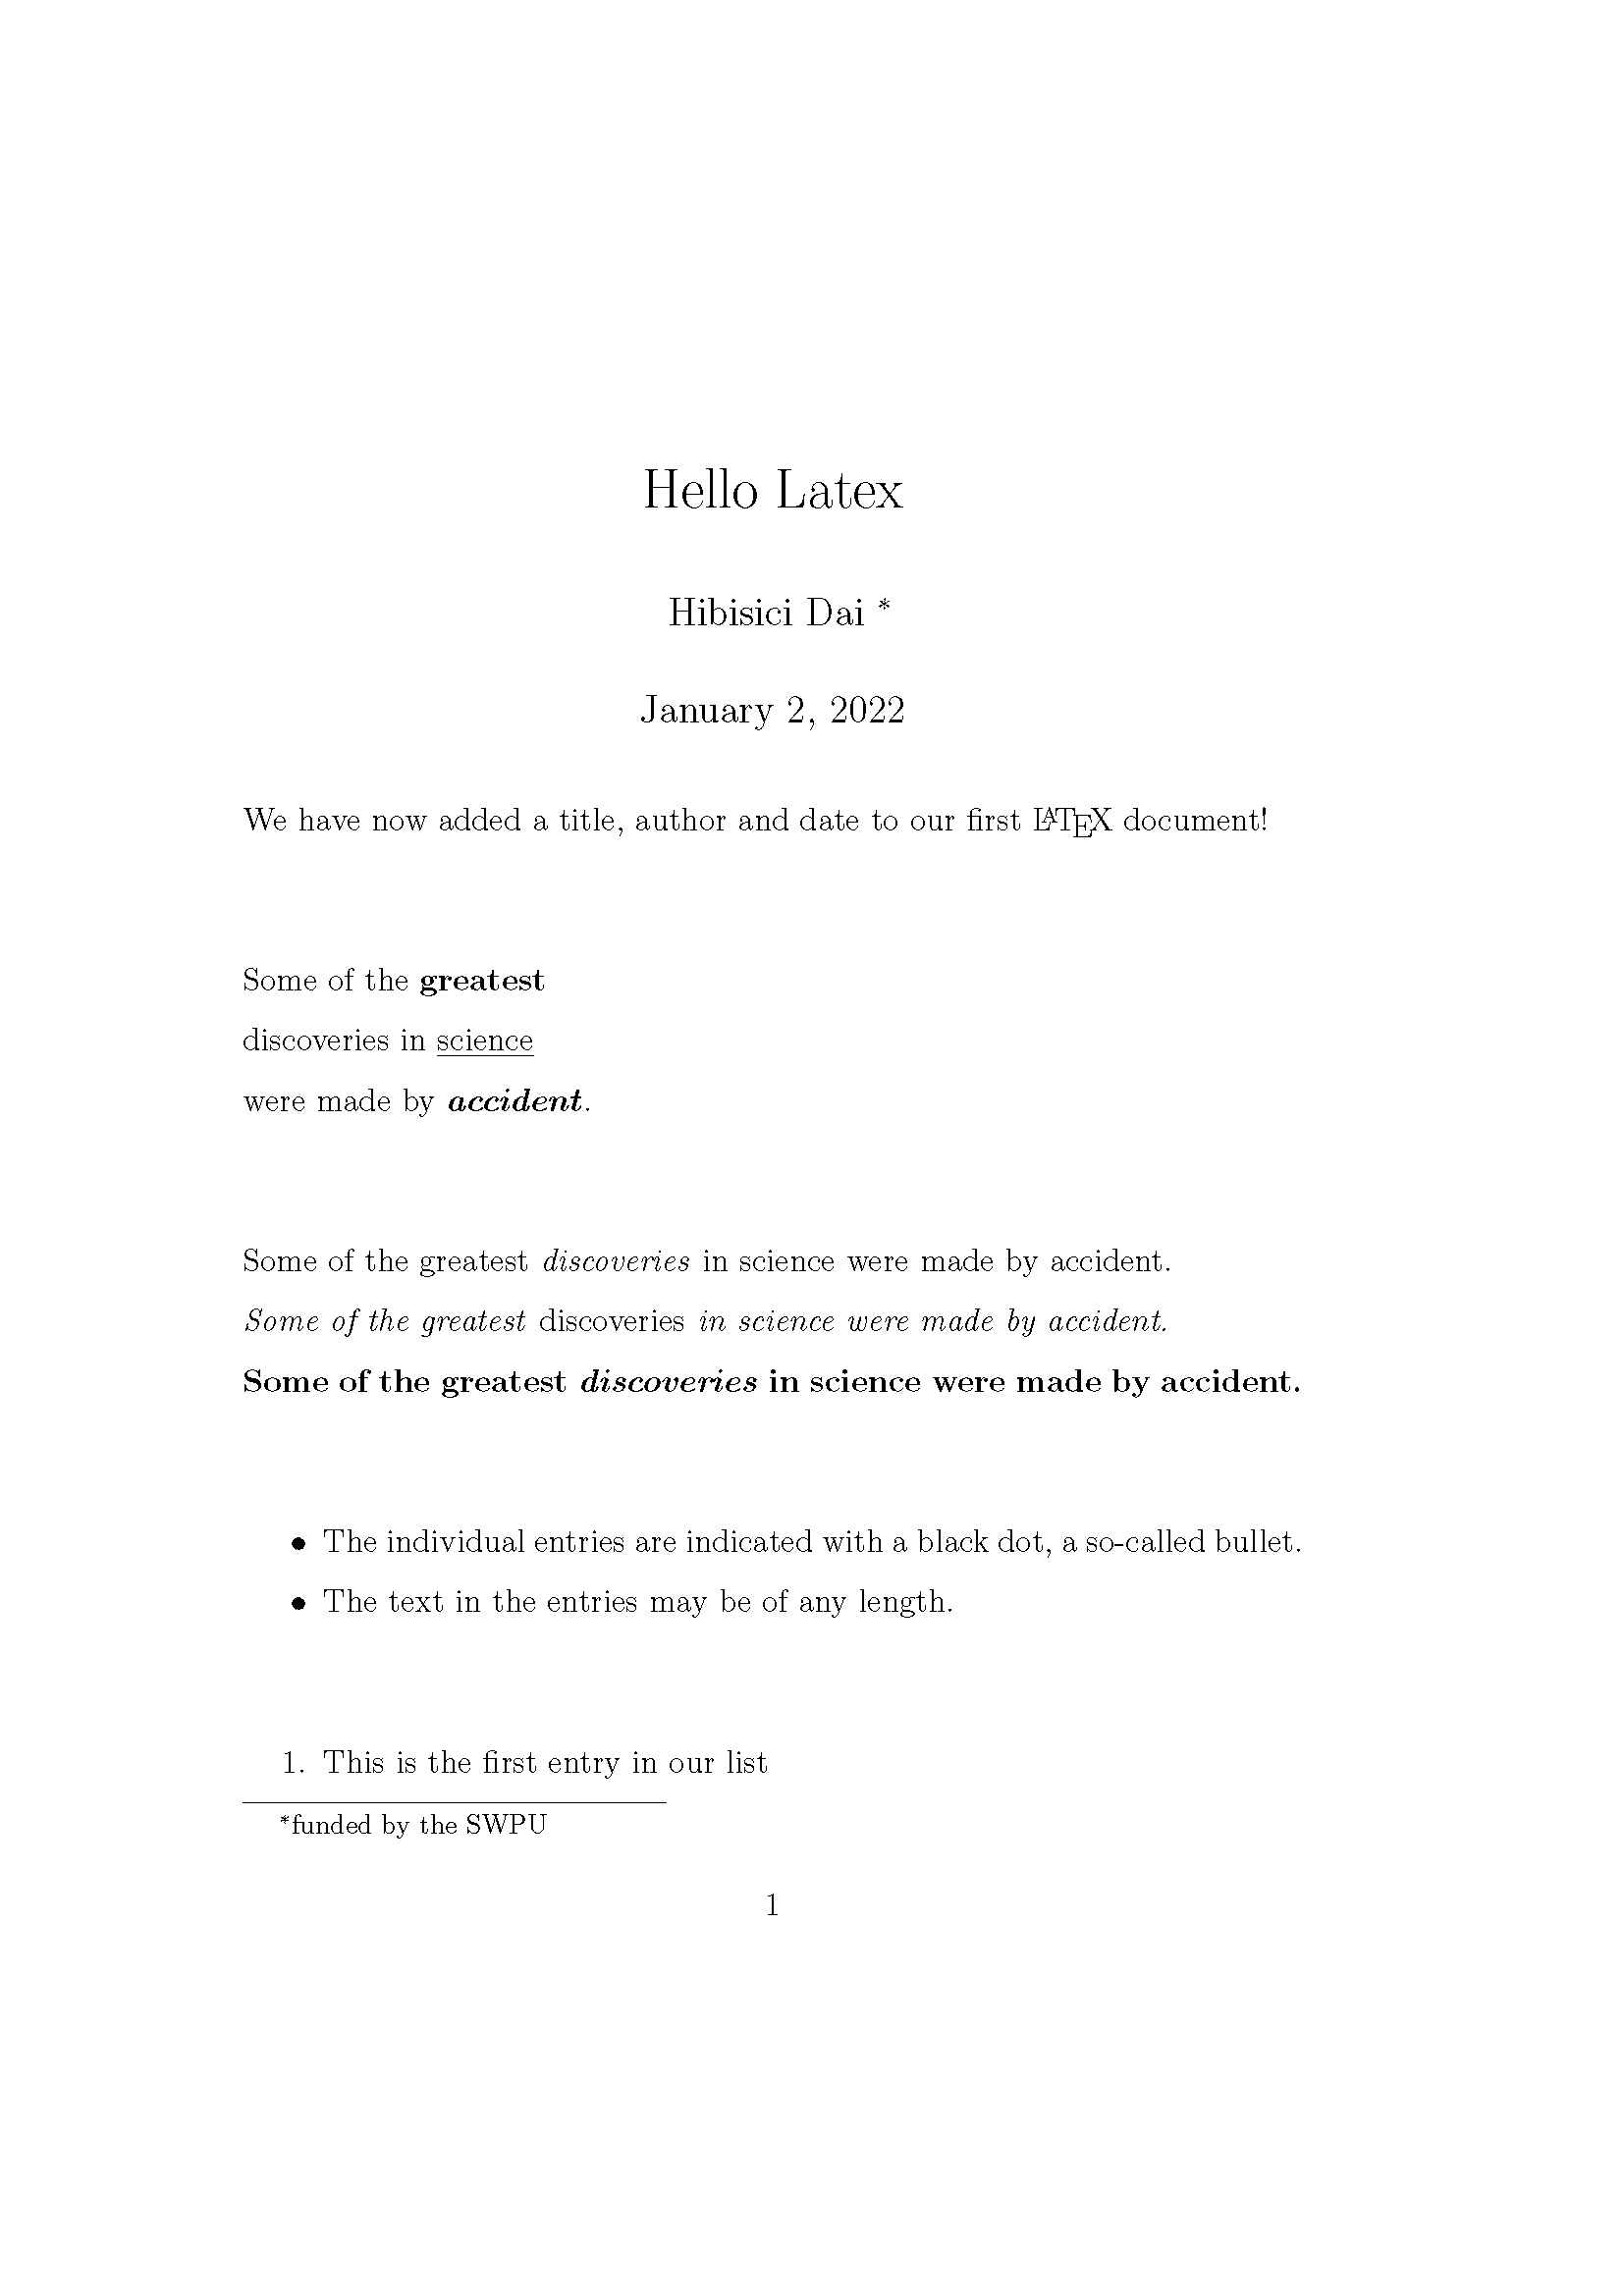 Hello Latex
Hibisici Dai *
January 2, 2022
We have now added a title, author and date to our first LATEX document!
Some of the greatest
discoveries in science
were made by accident.
Some of the greatest discoveries in science were made by accident.
Some of the greatest discoveries in science were made by accident.
Some of the greatest discoveries in science were made by accident.
• The individual entries are indicated with a black dot, a so-called bullet.
• The text in the entries may be of any length.
1. This is the first entry in our list
*funded by the SWPU
1